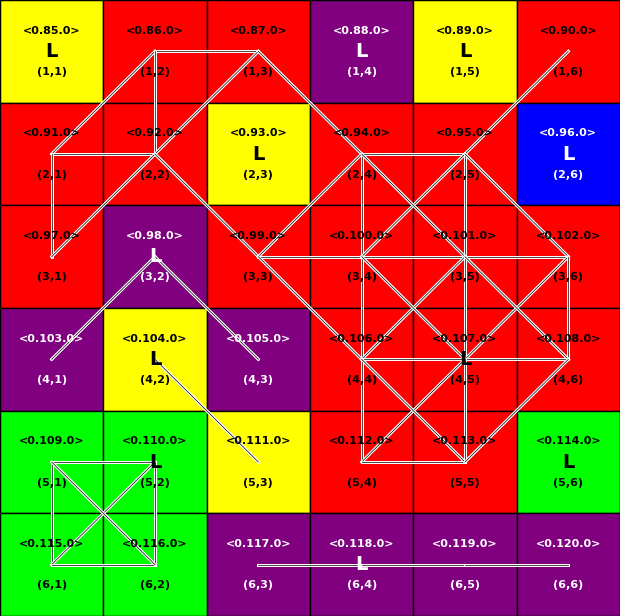 <0.85.0> <0.86.0> <0.87.0> <0.88.0> <0.89.0> <0.90.0>
L L L
(1,1) (1,2) (1,3) (1,4) (1,5) (1,6)
<0.91.0> <0.92.0> <0.93.0> <0.94.0> <0.95.0> <0.96.0>
L L
(2,1) (2,2) (2,3) (2,4) (2,5) (2,6)
<0.97.0> <0.98.0> <0.99.0> <0.100.0> <0.101.0> <0.102.0>
L
(3,1) (3,2) (3,3) (3,4) (3,5) (3,6)
<0.103.0> <0.104.0> <0.105.0> <0.106.0> <0.107.0> <0.108.0>
L L
(4,1) (4,2) (4,3) (4,4) (4,5) (4,6)
<0.109.0> <0.110.0> <0.111.0> <0.112.0> <0.113.0> <0.114.0>
L L
(5,1) (5,2) (5,3) (5,4) (5,5) (5,6)
<0.115.0> <0.116.0> <0.117.0> <0.118.0> <0.119.0> <0.120.0>
L
(6,1) (6,2) (6,3) (6,4) (6,5) (6,6)